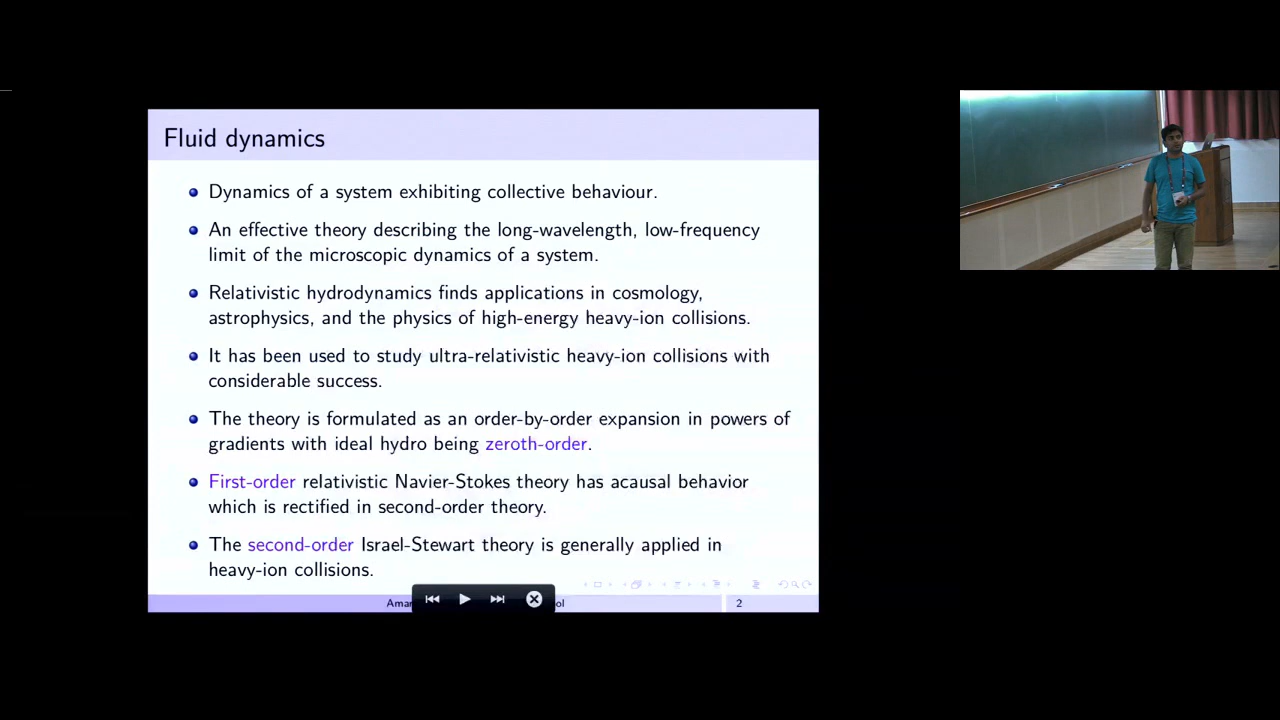 Fluid dynamics
Dynamics of a system exhibiting collective behaviour.
An effective theory describing the long-wavelength, low-frequency
limit of the microscopic dynamics of a system.
Relativistic hydrodynamics finds applications in cosmology,
astrophysics, and the physics of high-energy heavy-ion collisions.
It has been used to study ultra-relativistic heavy-ion collisions with
considerable success.
The theory is formulated as an order-by-order expansion in powers of
gradients with ideal hydro being zeroth-order.
First-order relativistic Navier-Stokes theory has acausal behavior
which is rectified in second-order theory.
The second-order Israel-Stewart theory is generally applied in
heavy-ion collisions.
2